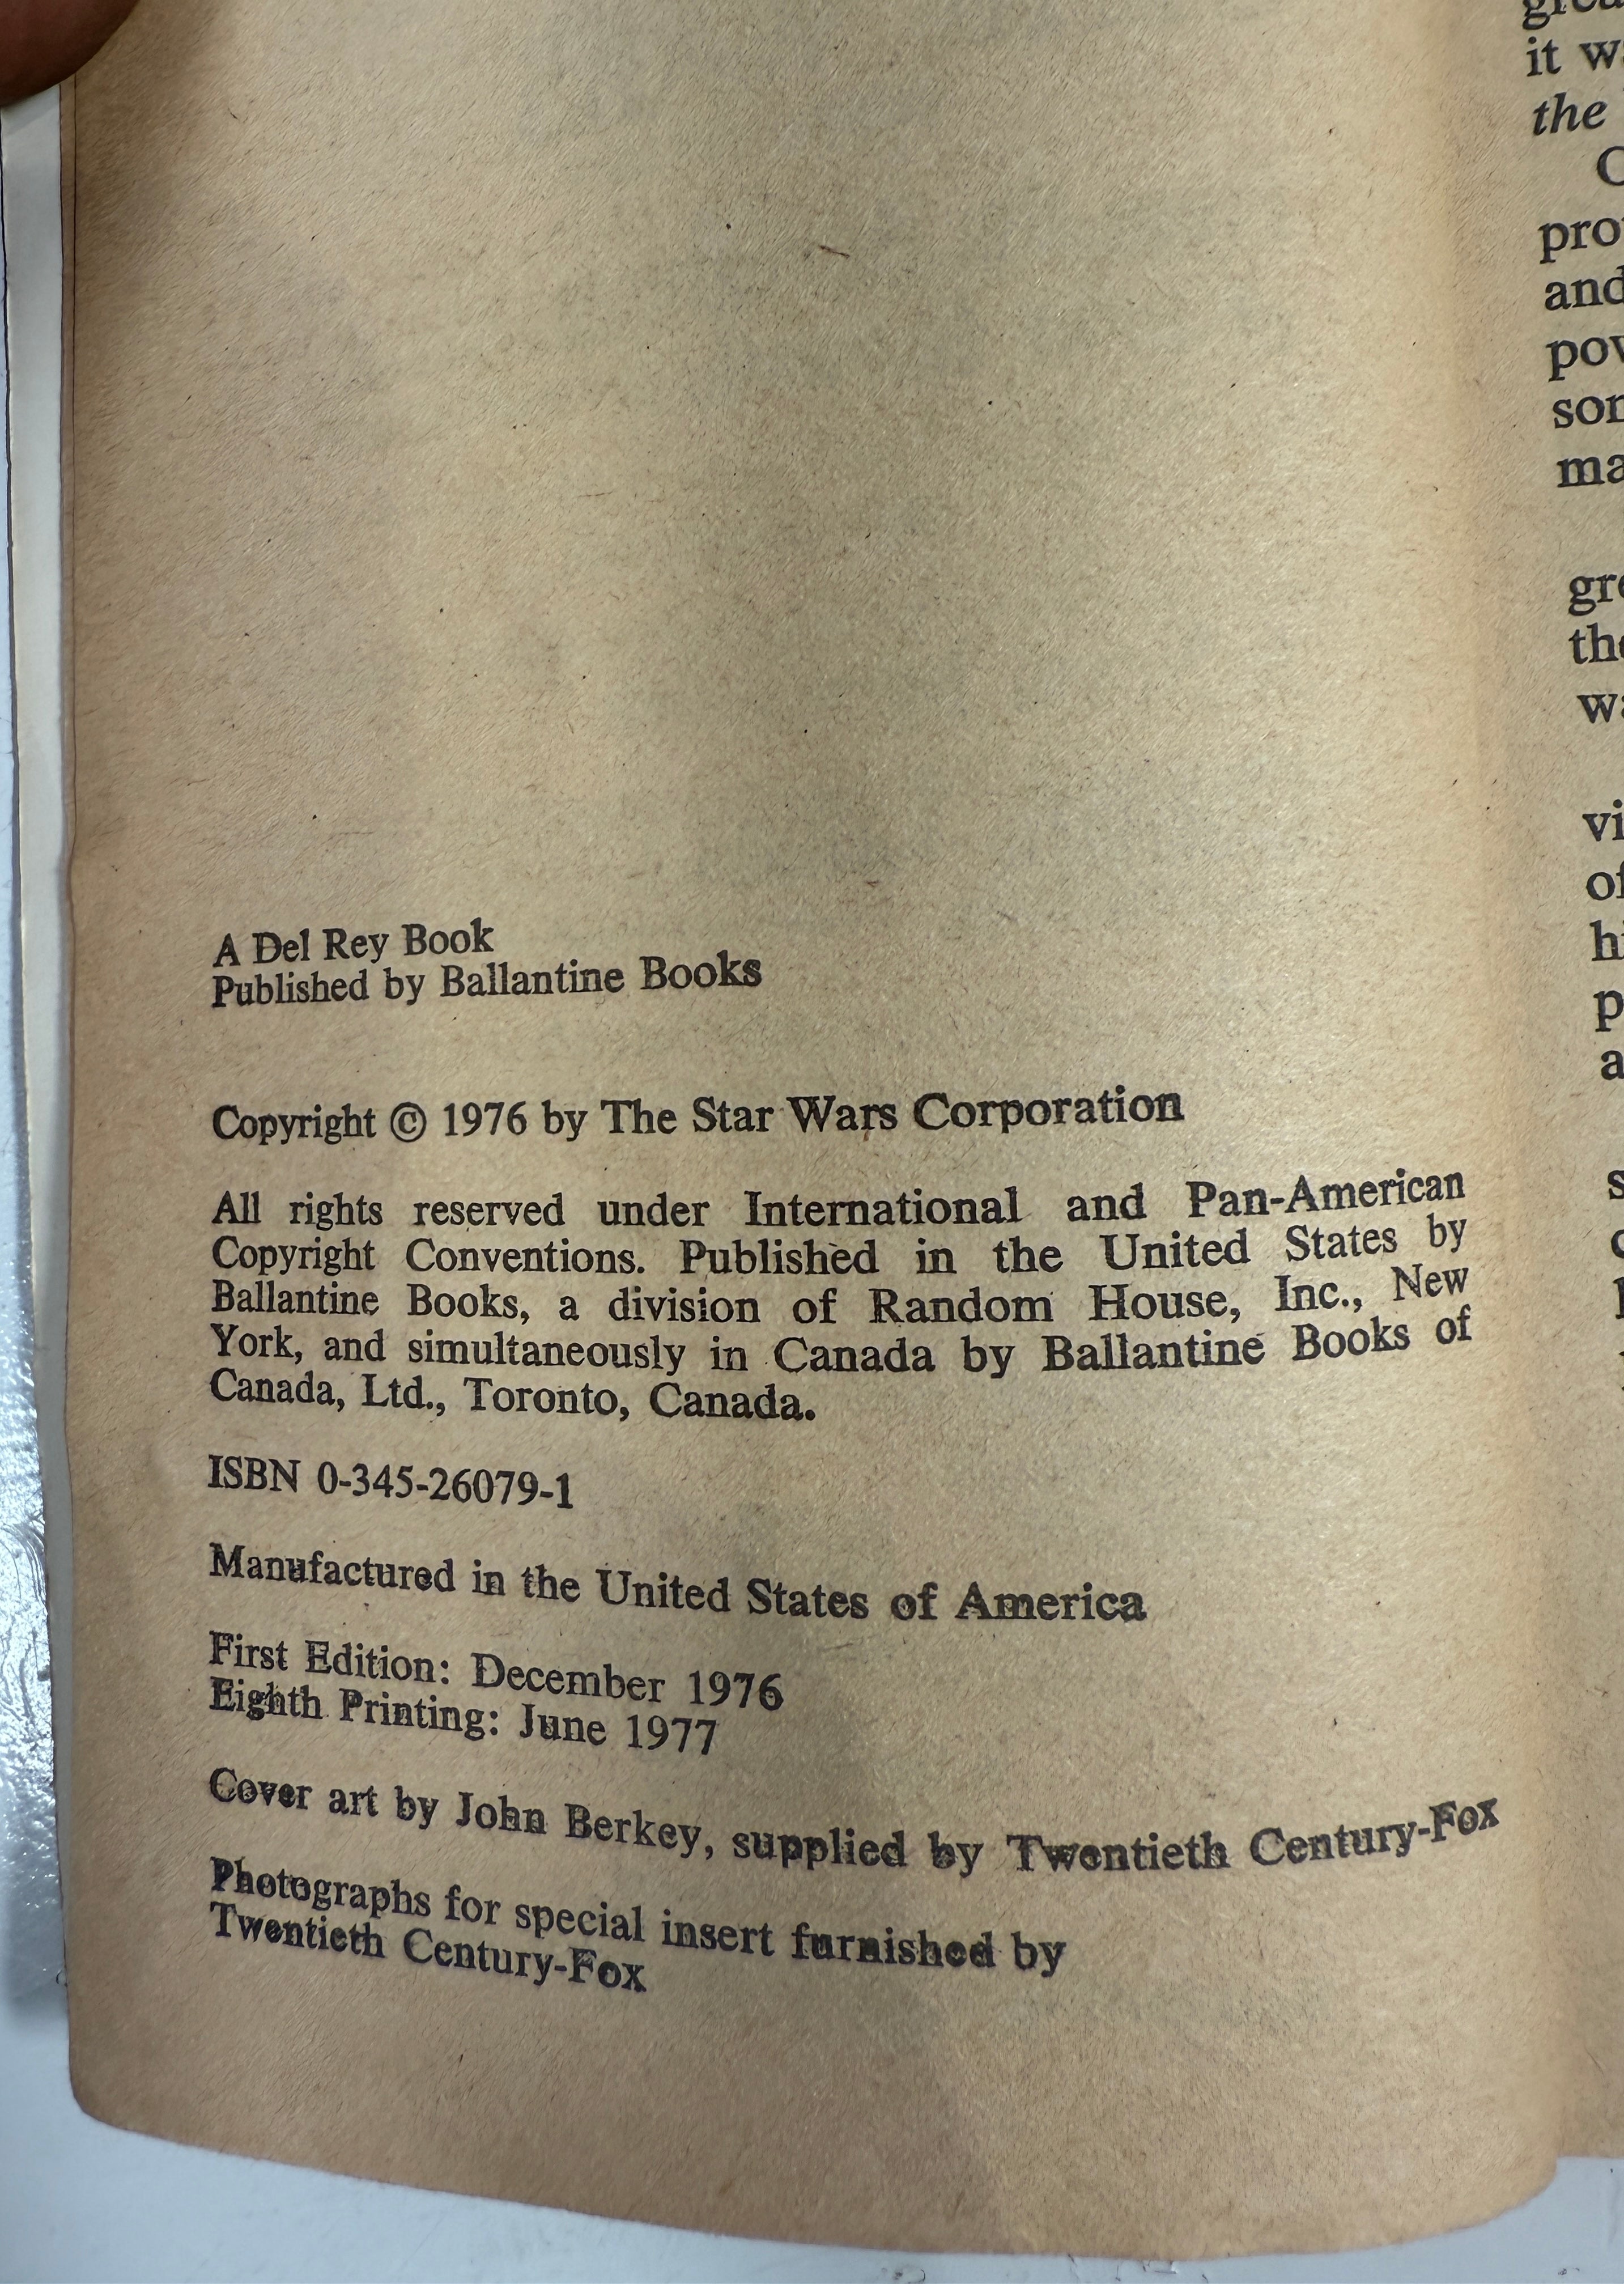 A Del Rey Book
Published by Ballantine Books
Copyright © 1976 by The Star Wars Corporation
All rights reserved under International and Pan-American
Copyright Conventions. Published in the United States by
Ballantine Books, a division of Random House, Inc., New
York, and simultaneously in Canada by Ballantine Books of
Canada, Ltd., Toronto, Canada.
ISBN 0-345-26079-1
Manufactured in the United States of America
First Edition: December 1976
Eighth Printing: June 1977
Cover art by John Berkey, supplied by Twentieth Century-Fox
Photographs for special insert furnished by
Twentieth Century-Fox
it
the